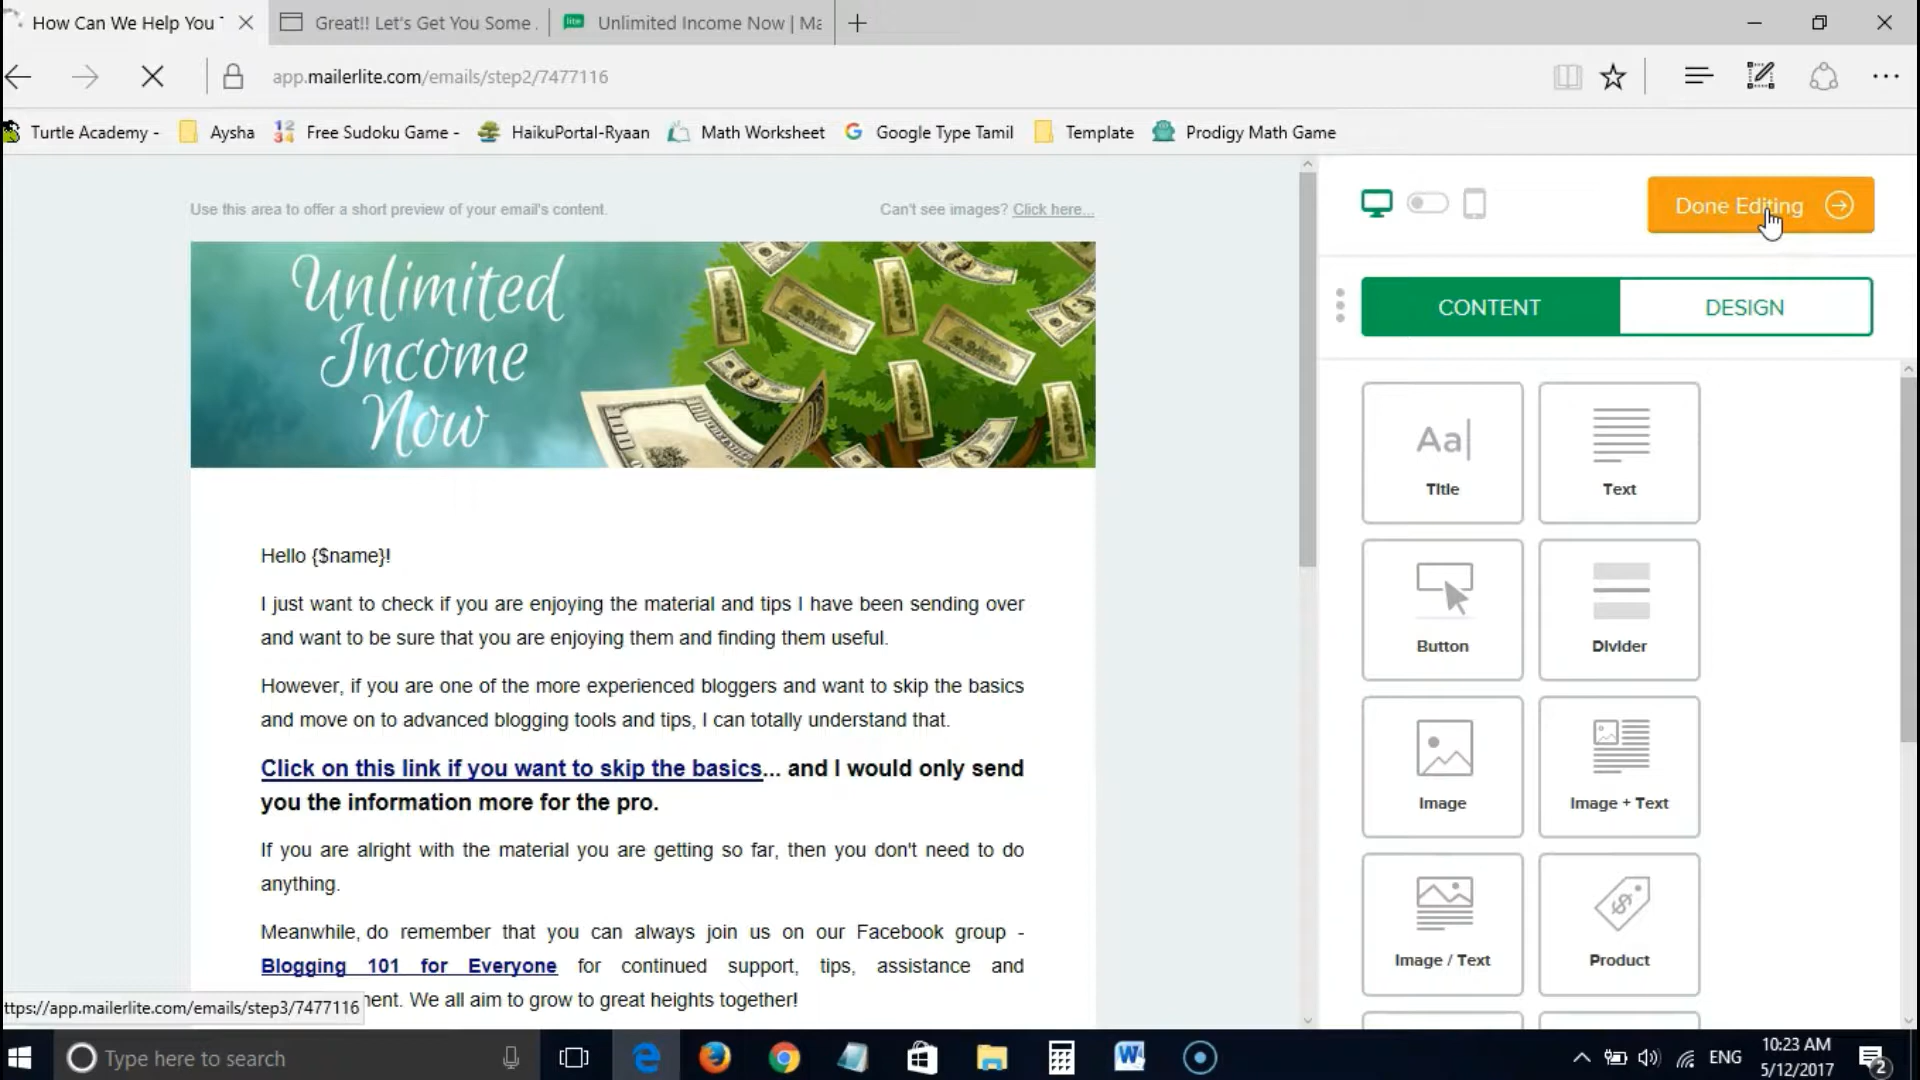 How Can We Help You T
Great!! Let's Get You Some .
lite
Unlimited Income Now | Ma
app.mailerlite.com/emails/step2/7477116
Turtle Academy -
Aysha
Free Sudoku Game -
HaikuPortal-Ryaan
Math Worksheet
Google Type Tamil
Template
Prodigy Math Game
Use this area to offer a short preview of your email's content.
Can't see images? Click here...
Done Editing
Unlimited
Income
Now
CONTENT
DESIGN
Aa
Title
Text
Button
Divider
Image
Image + Text
Image / Text
Product
Hello {$name}!
I just want to check if you are enjoying the material and tips I have been sending over
and want to be sure that you are enjoying them and finding them useful.
However, if you are one of the more experienced bloggers and want to skip the basics
and move on to advanced blogging tools and tips, I can totally understand that.
Click on this link if you want to skip the basics... and I would only send
you the information more for the pro.
If you are alright with the material you are getting so far, then you don't need to do
anything.
Meanwhile, do remember that you can always join us on our Facebook group -
Blogging 101 for Everyone for continued support, tips, assistance and
ment. We all aim to grow to great heights together!
ttps://app.mailerlite.com/emails/step3/7477116
Type here to search
ENG
10:23 AM
5/12/2017
2